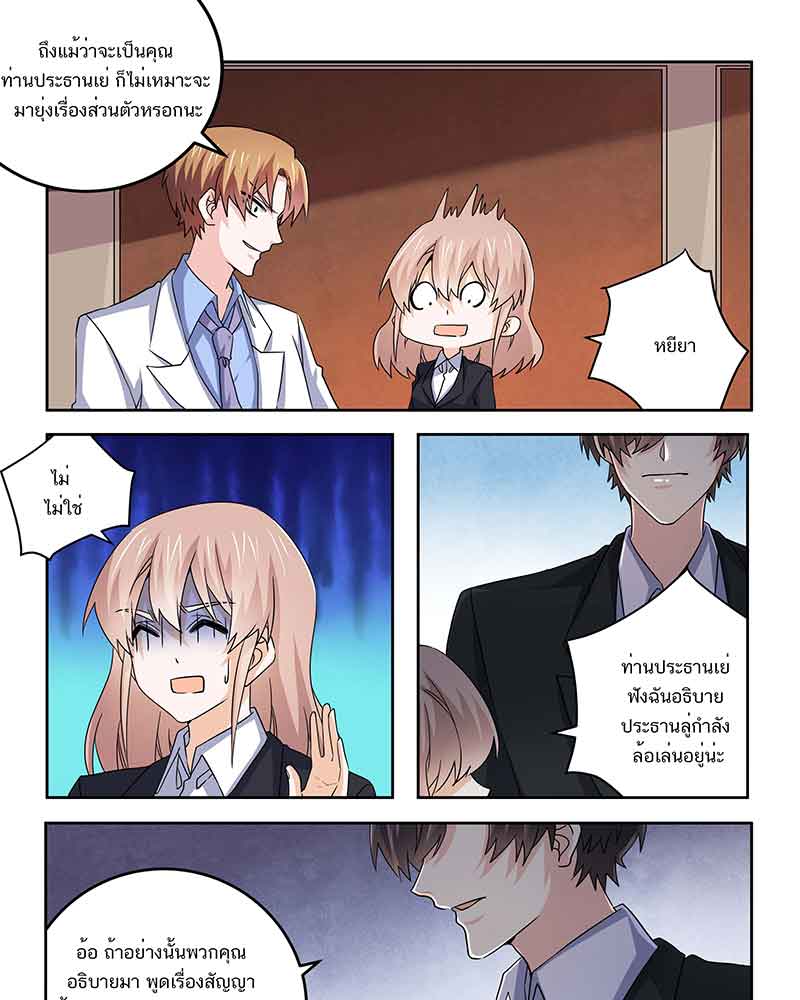 ถึงแม้ว่าจะเป็นคุณ
ท่านประธานเย่ ก็ไม่เหมาะจะ
มายุ่งเรื่องส่วนตัวหรอกนะ
หยียา
ไม่
ไม่ใช่
ท่านประธานเย่
ฟังฉันอธิบาย
ประธานลู่กำลัง
ล้อเล่นอยู่น่ะ
อ้อ ถ้าอย่างนั้นพวกคุณ
อธิบายมา พูดเรื่องสัญญา